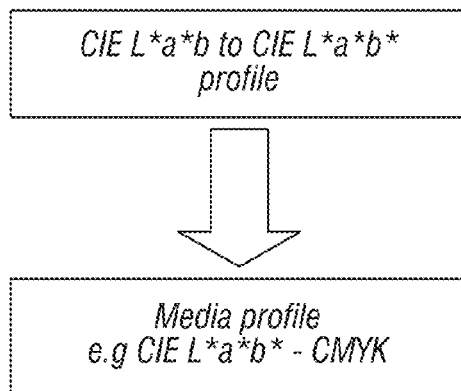 CIE L*a*b to CIE L*a*b*
profile
Media profile
e.g CIE L*a*b* - CMYK